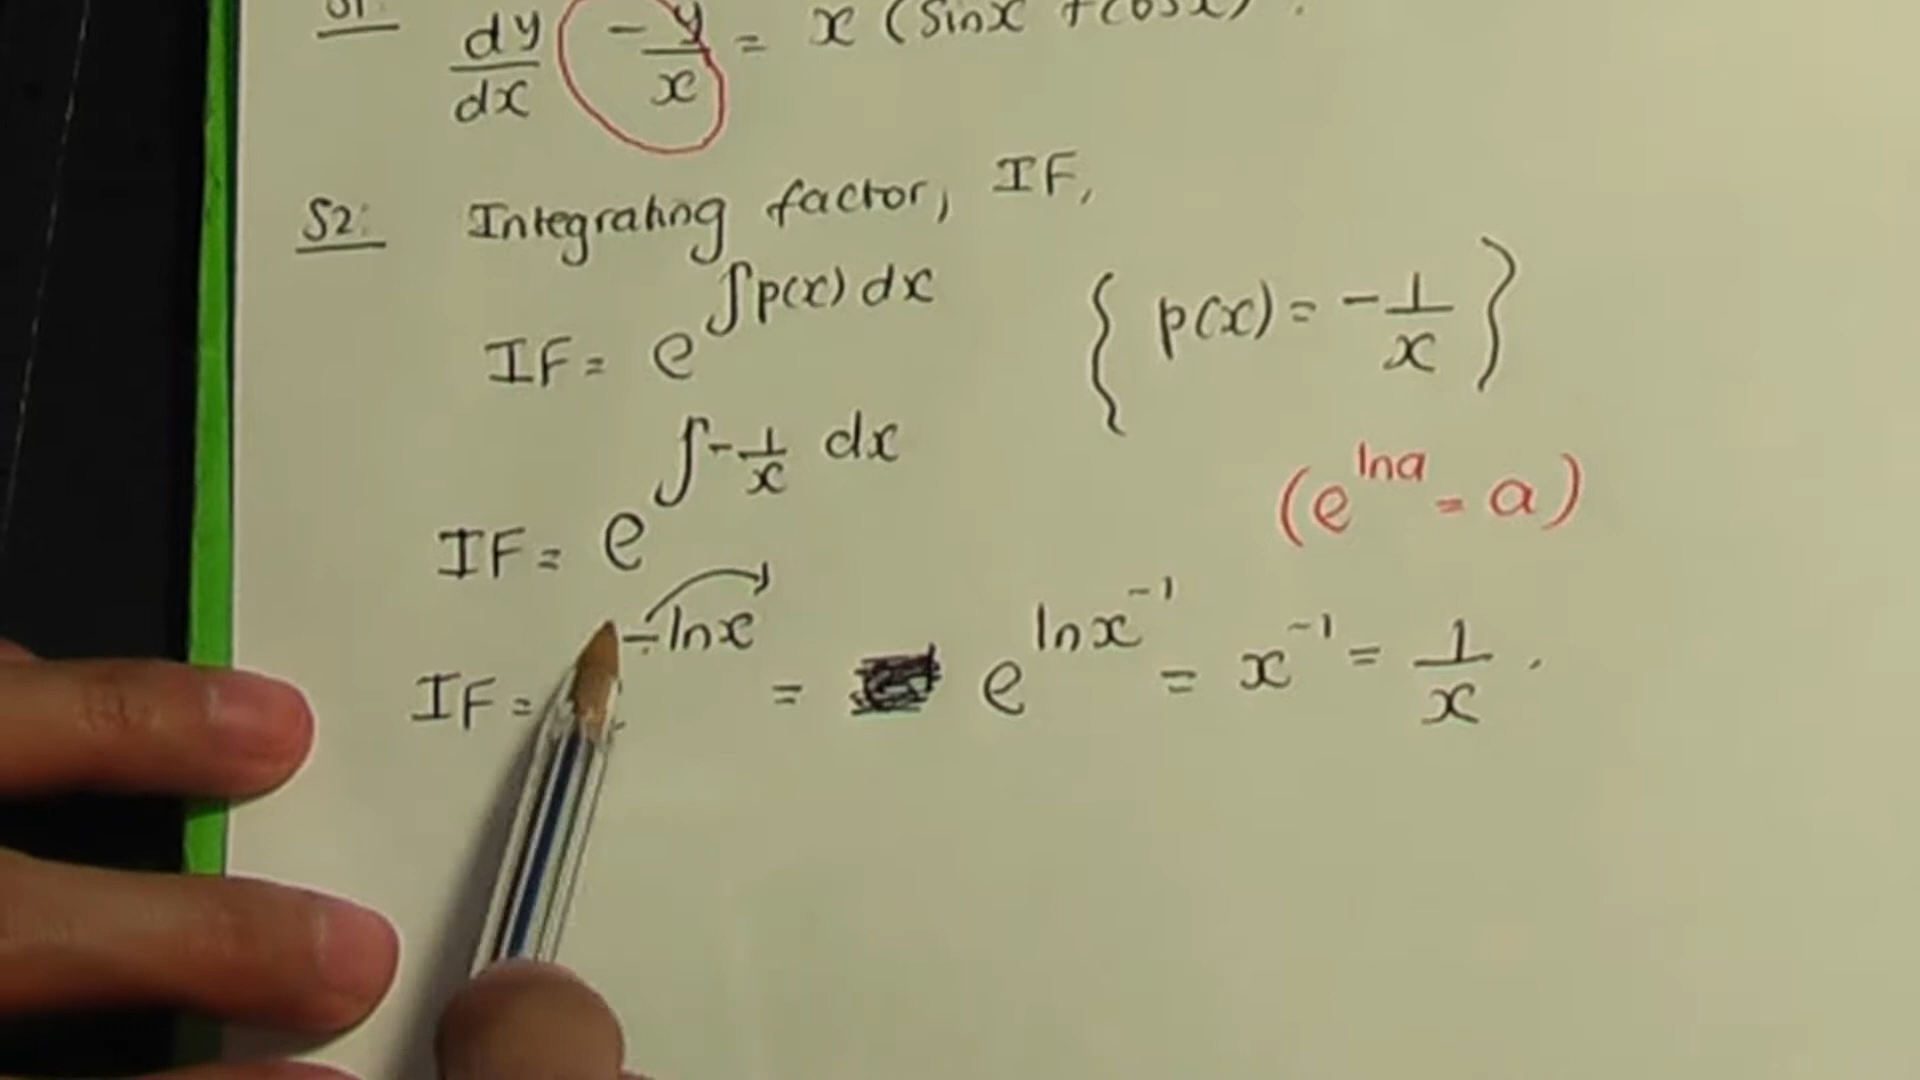 S1:
dy/dx - y/x = x (sinx + cosx).
S2: Integrating factor, IF,
IF = e^∫p(x) dx { p(x) = -1/x }
IF = e^∫-1/x dx (e^lna = a)
IF = e^-lnx = e^lnx^-1 = x^-1 = 1/x.